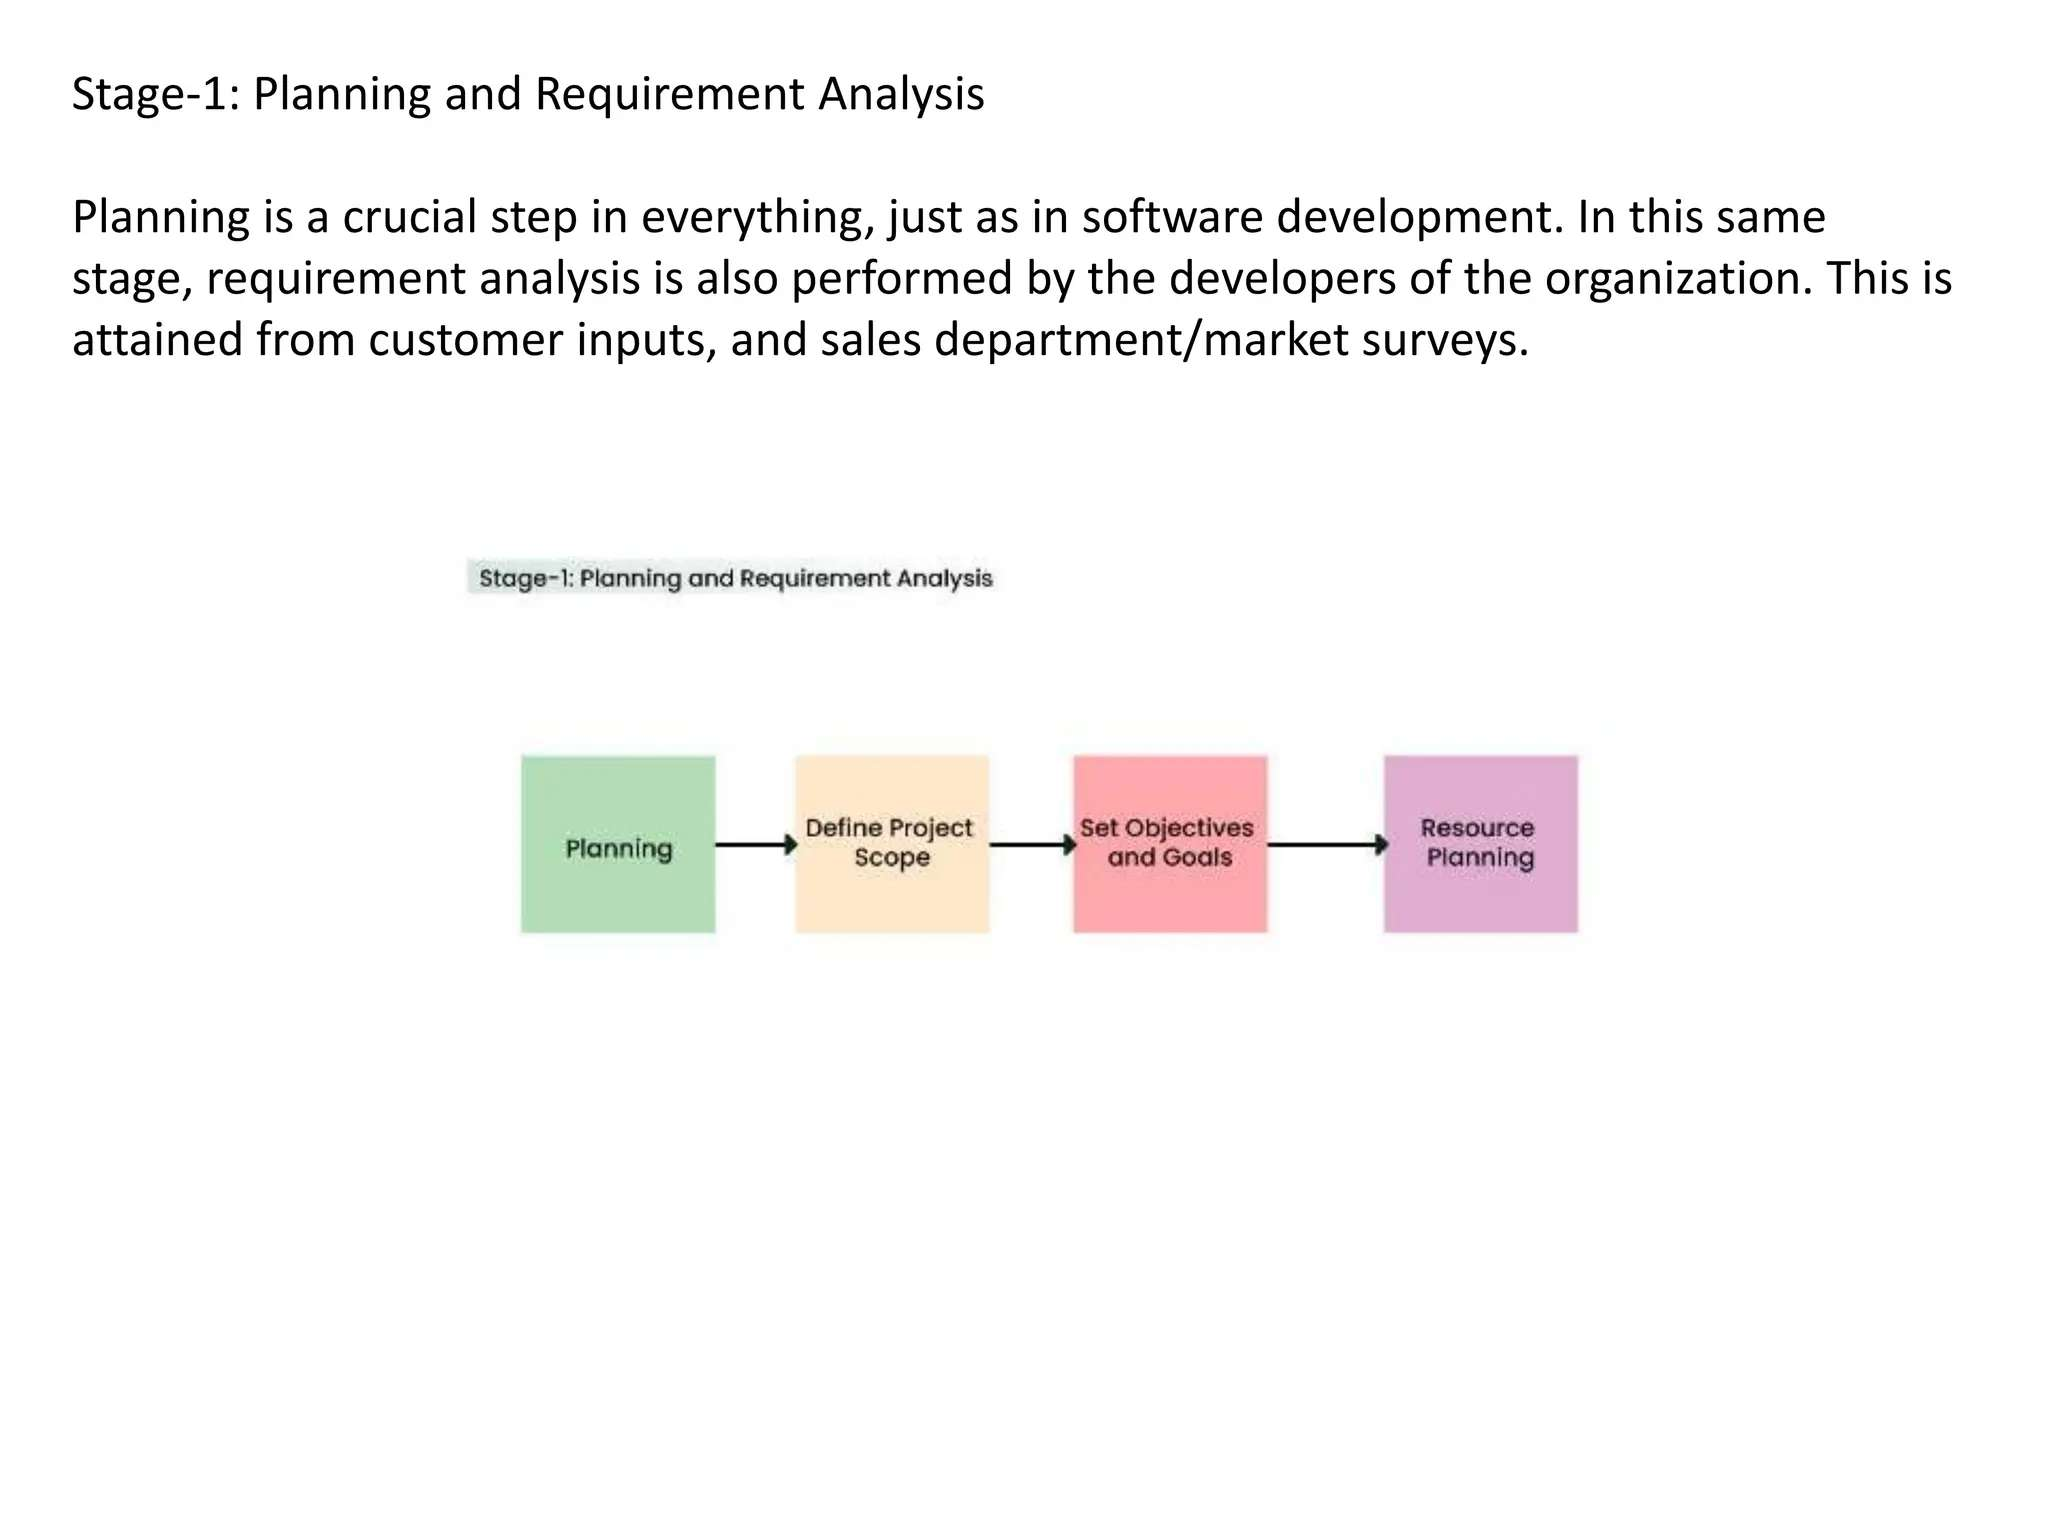 Stage-1: Planning and Requirement Analysis
Planning is a crucial step in everything, just as in software development. In this same
stage, requirement analysis is also performed by the developers of the organization. This is
attained from customer inputs, and sales department/market surveys.
Stage-1: Planning and Requirement Analysis
Planning
Define Project
Scope
Set Objectives
and Goals
Resource
Planning